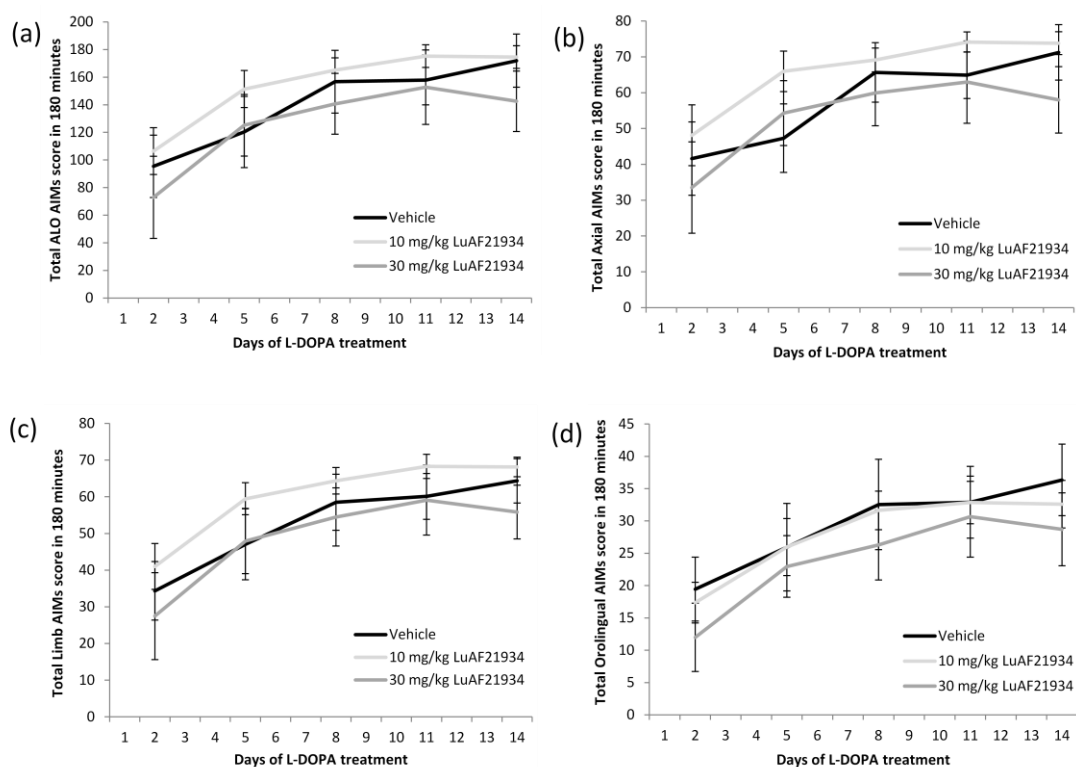 (a)
Total ALO AIMs score in 180 minutes
200
180
160
140
120
100
80
60
40
20
0
Vehicle
10 mg/kg LuAF21934
30 mg/kg LuAF21934
1 2 3 4 5 6 7 8 9 10 11 12 13 14
Days of L-DOPA treatment
(b)
Total Axial AIMs score in 180 minutes
80
70
60
50
40
30
20
10
0
Vehicle
10 mg/kg LuAF21934
30 mg/kg LuAF21934
1 2 3 4 5 6 7 8 9 10 11 12 13 14
Days of L-DOPA treatment
(c)
Total Limb AIMs score in 180 minutes
80
70
60
50
40
30
20
10
0
Vehicle
10 mg/kg LuAF21934
30 mg/kg LuAF21934
1 2 3 4 5 6 7 8 9 10 11 12 13 14
Days of L-DOPA treatment
(d)
Total Orolingual AIMs score in 180 minutes
45
40
35
30
25
20
15
10
5
0
Vehicle
10 mg/kg LuAF21934
30 mg/kg LuAF21934
1 2 3 4 5 6 7 8 9 10 11 12 13 14
Days of L-DOPA treatment